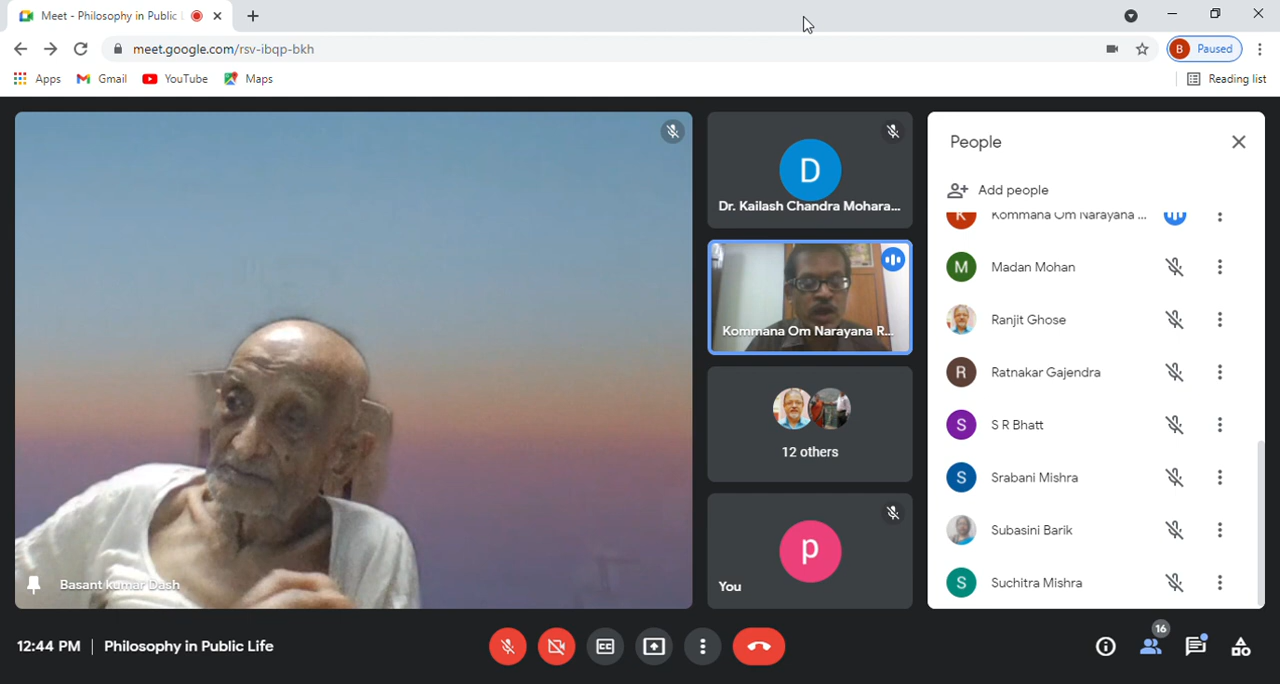 Meet - Philosophy in Public
meet.google.com/rsv-ibqp-bkh
B Paused
Apps Gmail YouTube Maps Reading list
D
Dr. Kailash Chandra Mohara...
Kommana Om Narayana R...
12 others
p
You
Basant kumar Dash
People
Add people
K Kommana Om Narayana ...
M Madan Mohan
Ranjit Ghose
R Ratnakar Gajendra
S S R Bhatt
S Srabani Mishra
Subasini Barik
S Suchitra Mishra
12:44 PM | Philosophy in Public Life
CC
16